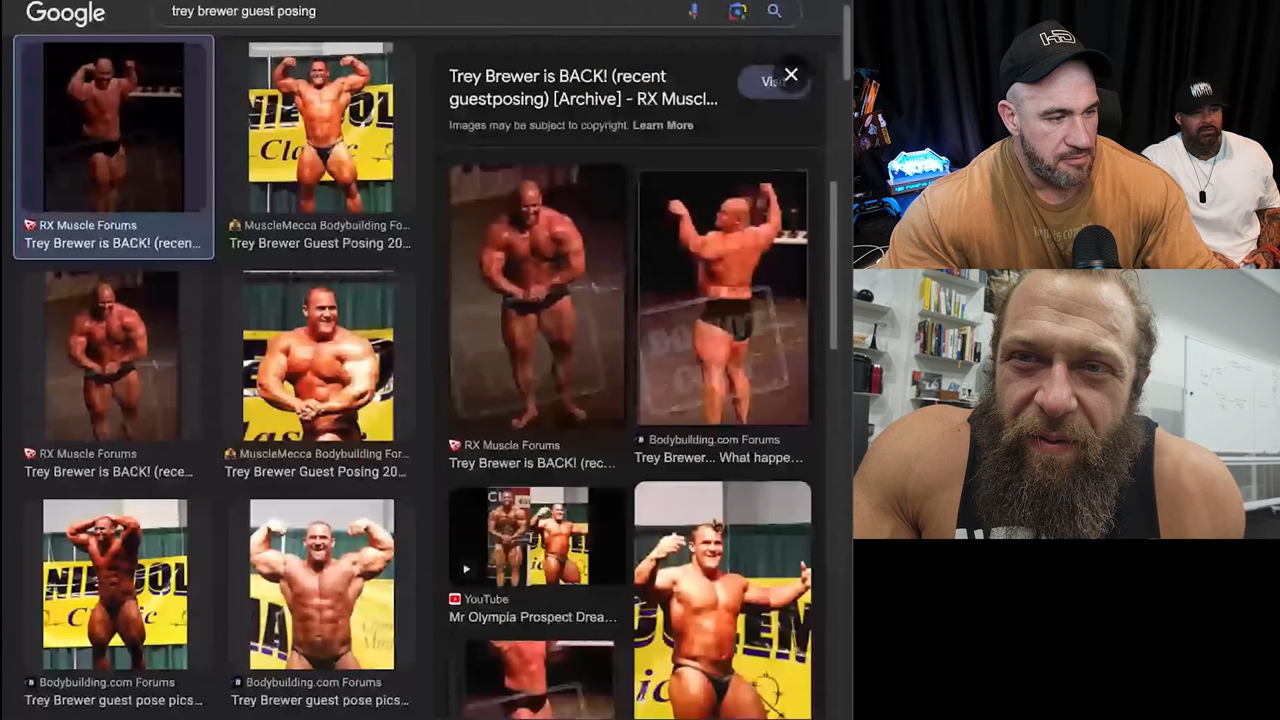 Google
trey brewer guest posing
RX Muscle Forums
Trey Brewer is BACK! (recen...
MuscleMecca Bodybuilding Fo...
Trey Brewer Guest Posing 20...
RX Muscle Forums
Trey Brewer is BACK! (rece...
MuscleMecca Bodybuilding For...
Trey Brewer Guest Posing 20...
Bodybuilding.com Forums
Trey Brewer guest pose pics...
Bodybuilding.com Forums
Trey Brewer guest pose pics...
Trey Brewer is BACK! (recent
guestposing) [Archive] - RX Muscl...
Images may be subject to copyright. Learn More
RX Muscle Forums
Trey Brewer is BACK! (rec...
Bodybuilding.com Forums
Trey Brewer... What happe...
YouTube
Mr Olympia Prospect Drea...
Classic
HD